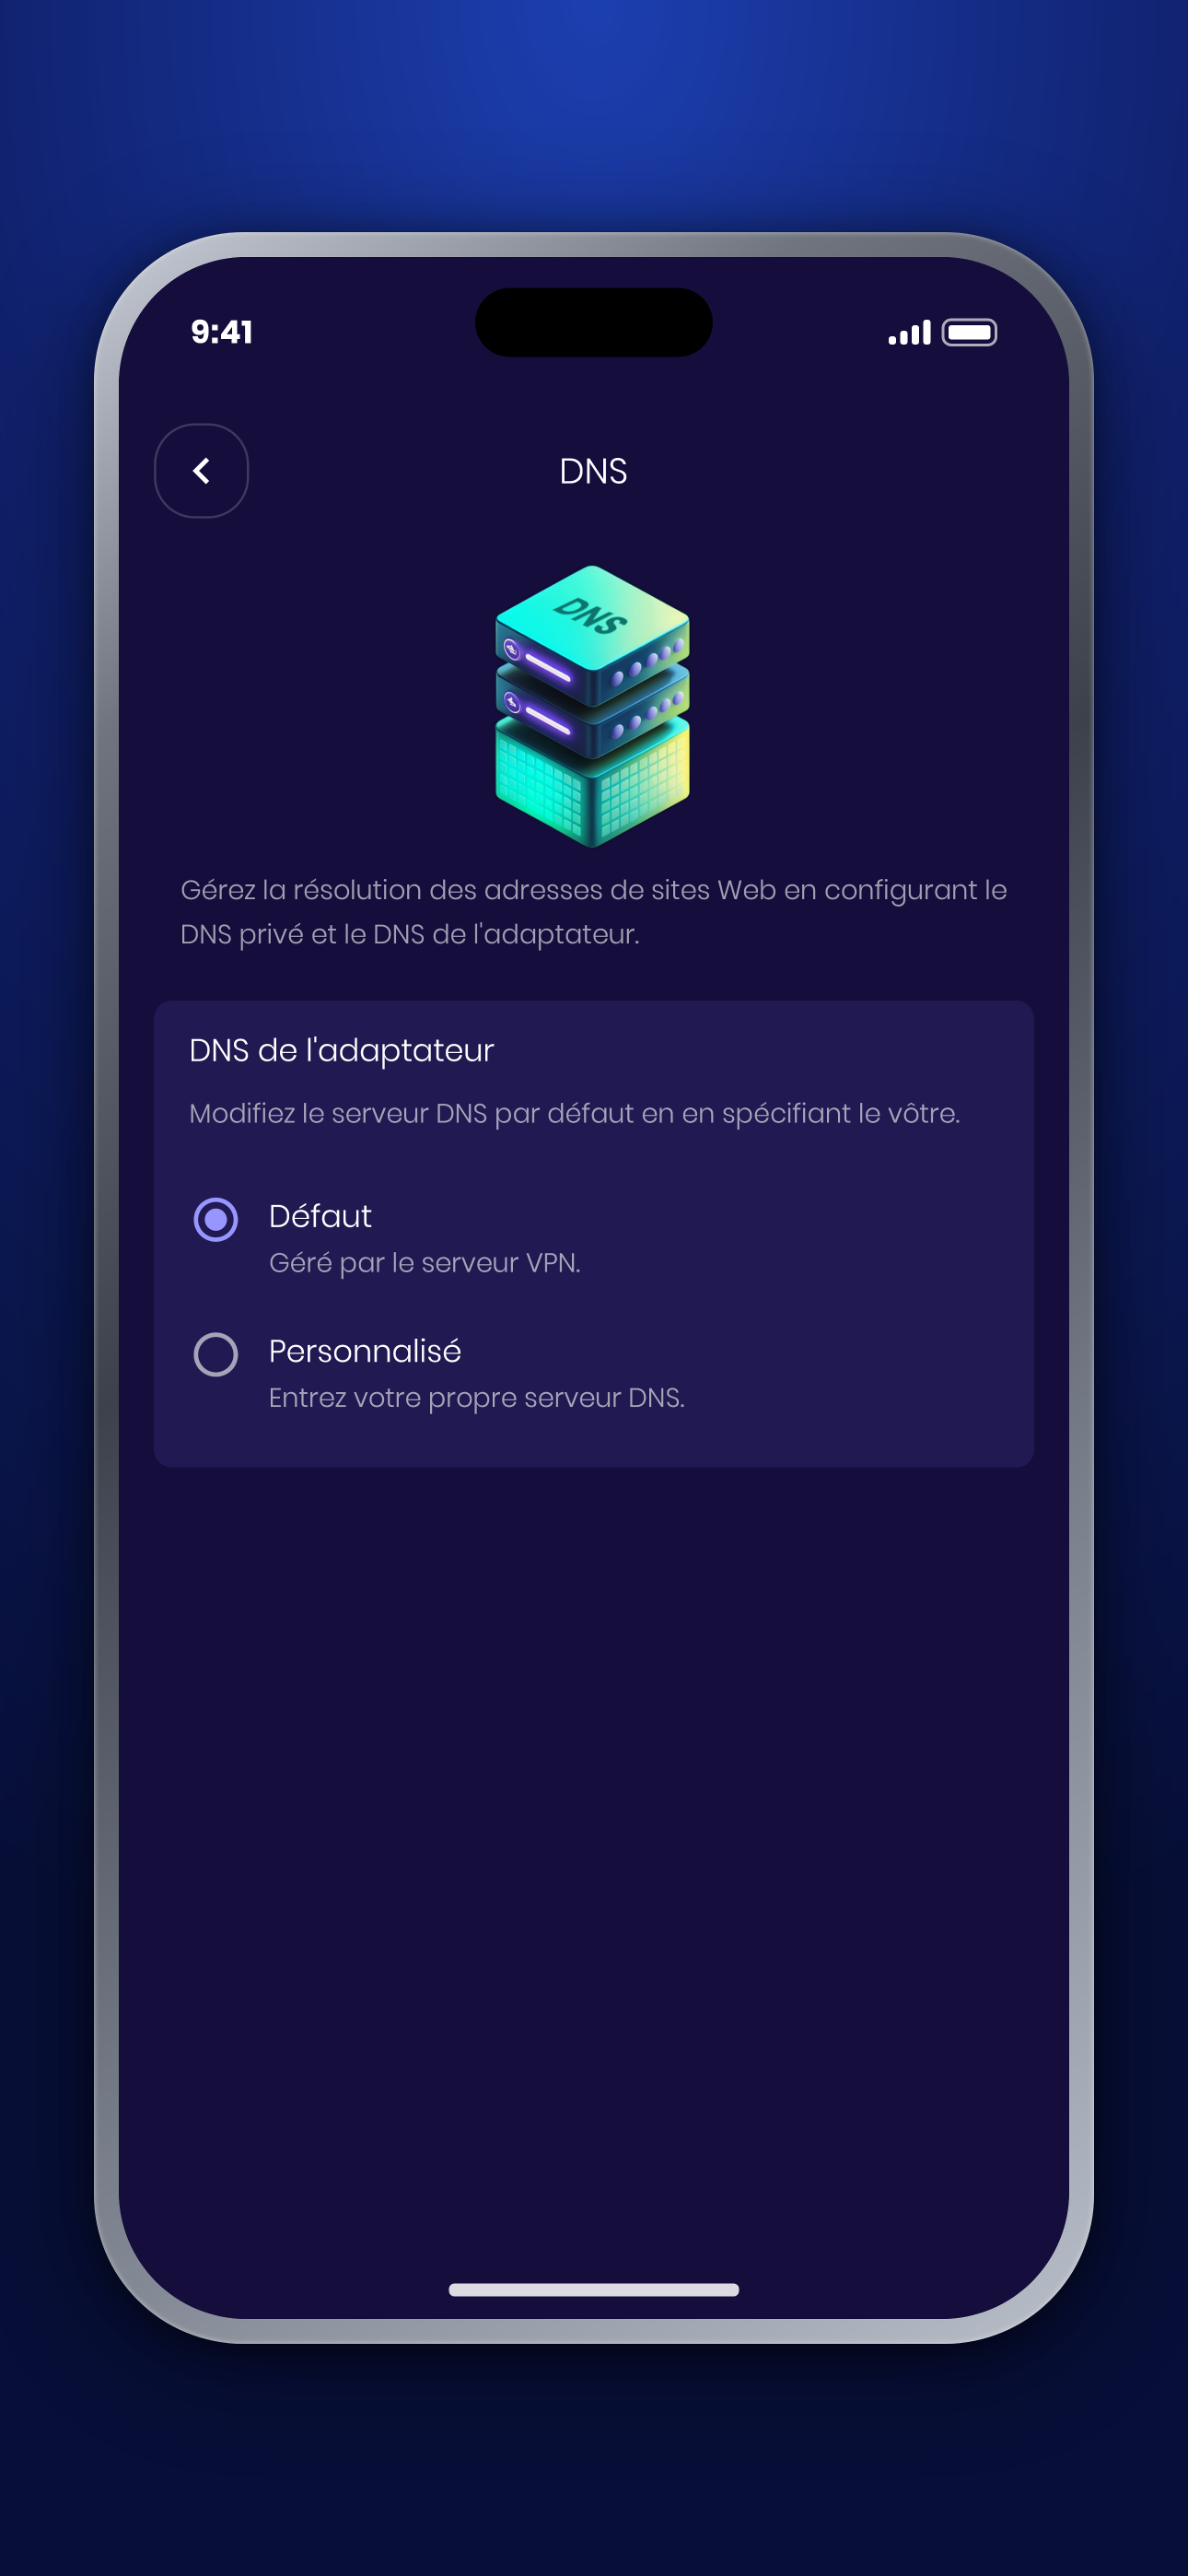 9:41
DNS
DNS
Gérez la résolution des adresses de sites Web en configurant le
DNS privé et le DNS de l'adaptateur.
DNS de l'adaptateur
Modifiez le serveur DNS par défaut en en spécifiant le vôtre.
Défaut
Géré par le serveur VPN.
Personnalisé
Entrez votre propre serveur DNS.